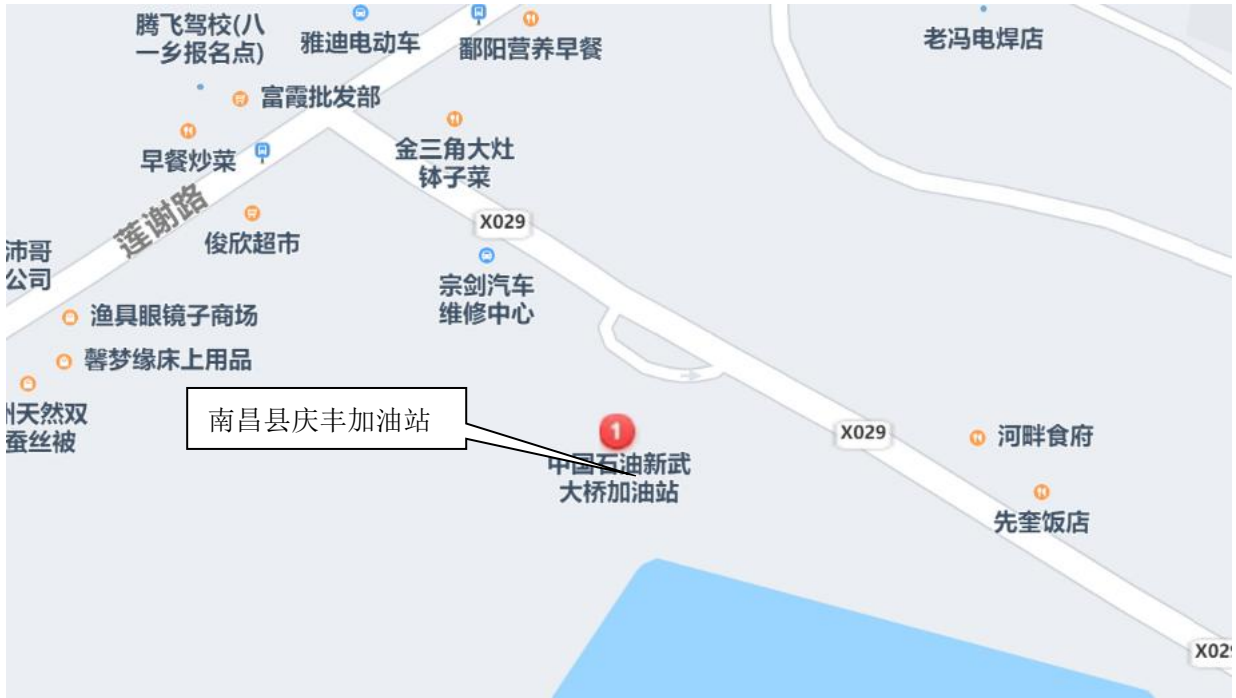 腾飞驾校(八
一乡报名点)
雅迪电动车
鄱阳营养早餐
老冯电焊店
富霞批发部
早餐炒菜
金三角大灶
钵子菜
莲谢路
X029
俊欣超市
沛哥
公司
宗剑汽车
维修中心
渔具眼镜子商场
馨梦缘床上用品
天然双
蚕丝被
南昌县庆丰加油站
1
中国石油新武
大桥加油站
X029
河畔食府
先奎饭店
X029